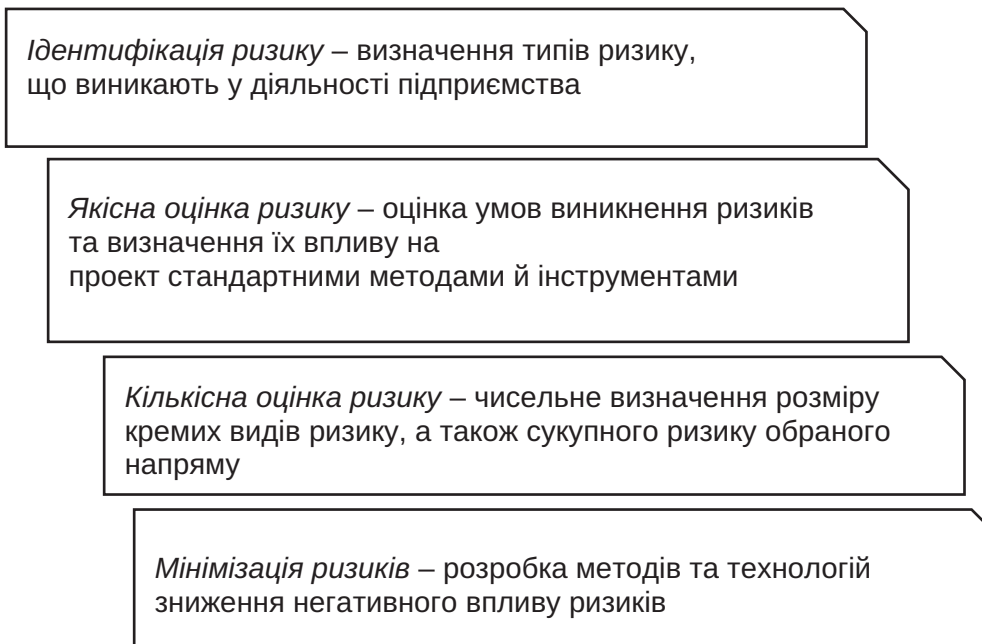 Ідентифікація ризику – визначення типів ризику,
що виникають у діяльності підприємства
Якісна оцінка ризику – оцінка умов виникнення ризиків
та визначення їх впливу на
проект стандартними методами й інструментами
Кількісна оцінка ризику – чисельне визначення розміру
кремих видів ризику, а також сукупного ризику обраного
напряму
Мінімізація ризиків – розробка методів та технологій
зниження негативного впливу ризиків